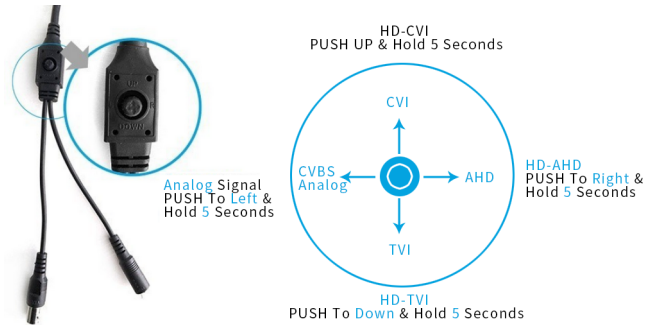 HD-CVI
PUSH UP & Hold 5 Seconds
UP
DOWN
CVI
CVBS
Analog
AHD
TVI
Analog Signal
PUSH To Left &
Hold 5 Seconds
HD-AHD
PUSH To Right &
Hold 5 Seconds
HD-TVI
PUSH To Down & Hold 5 Seconds